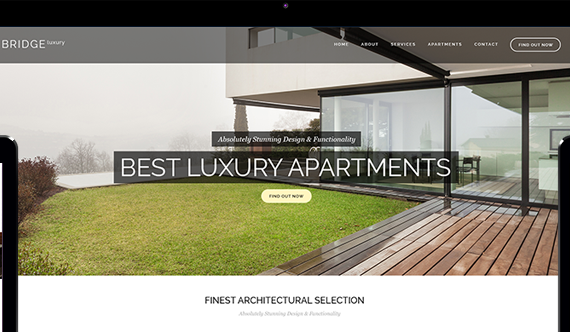 BRIDGE luxury
HOME ABOUT SERVICES APARTMENTS CONTACT FIND OUT NOW
Absolutely Stunning Design & Functionality
BEST LUXURY APARTMENTS
FIND OUT NOW
FINEST ARCHITECTURAL SELECTION
Absolutely Stunning Design & Functionality